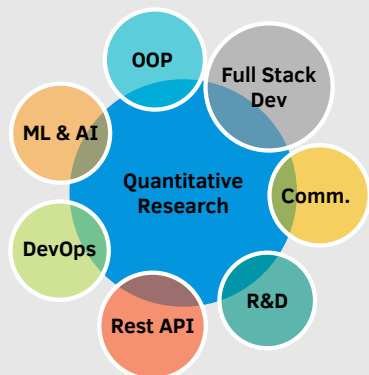 OOP
Full Stack
Dev
ML & AI
Quantitative
Research
Comm.
DevOps
R&D
Rest API